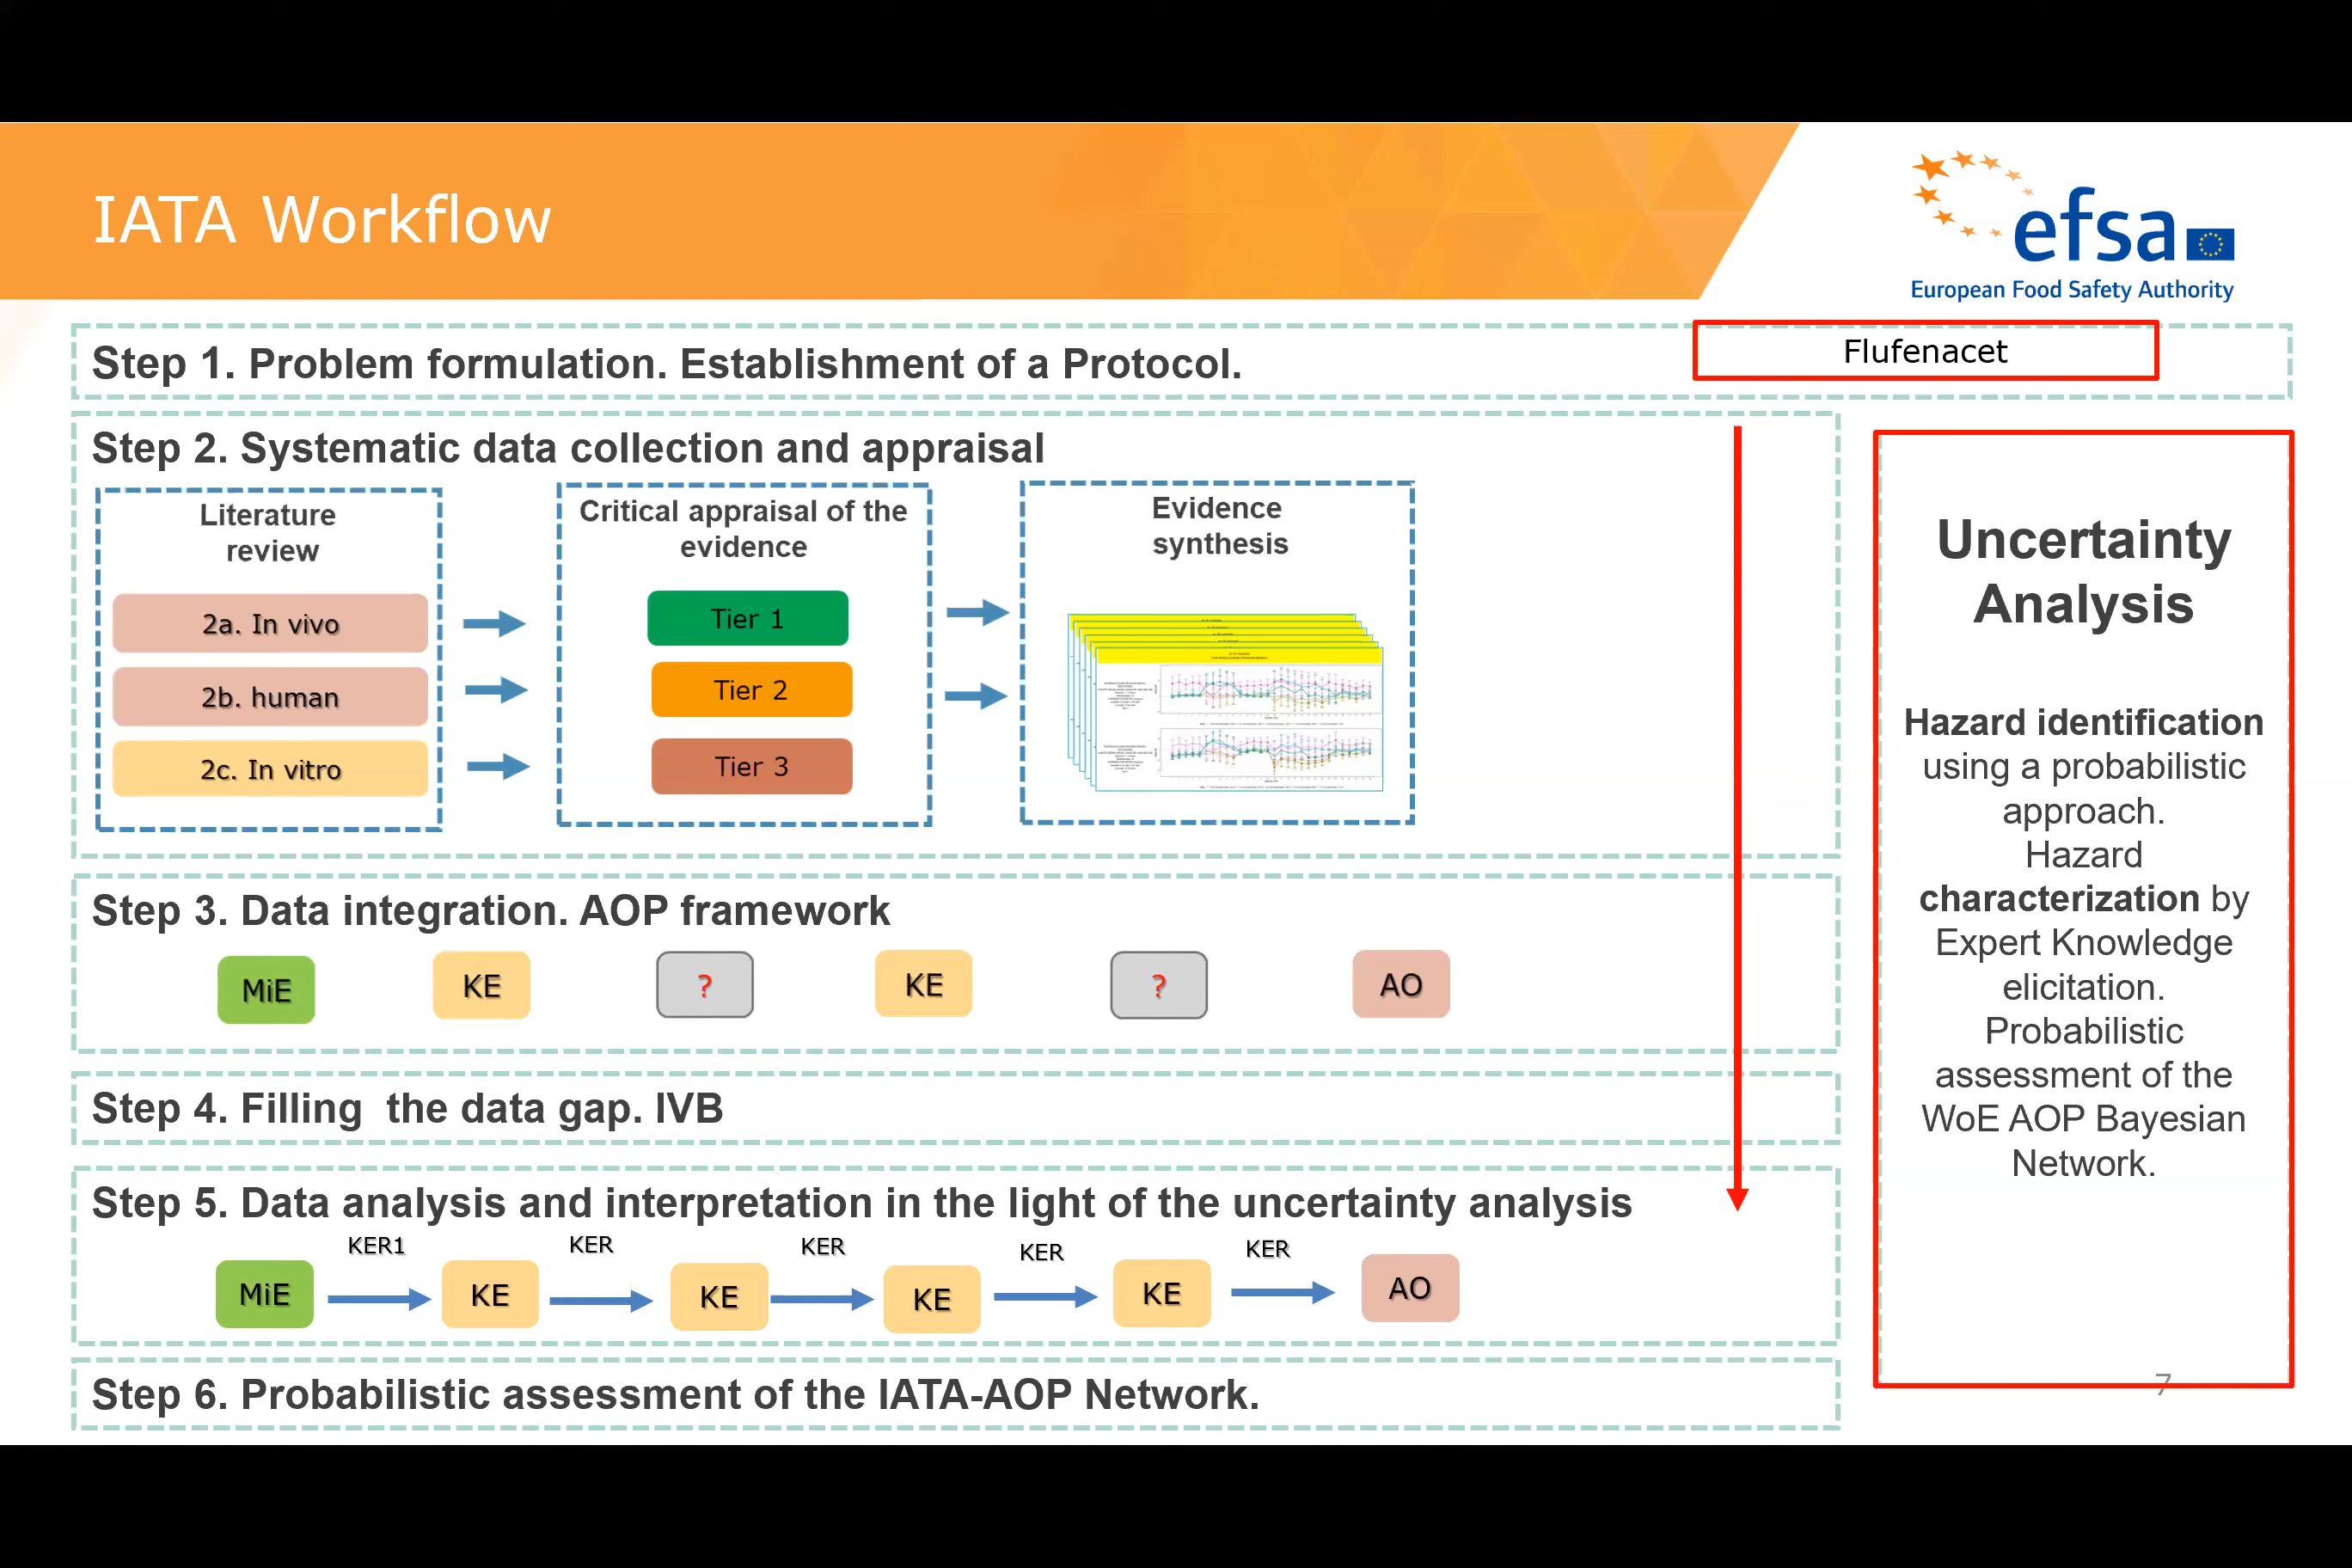 IATA Workflow
efsa
European Food Safety Authority
Step 1. Problem formulation. Establishment of a Protocol.
Flufenacet
Step 2. Systematic data collection and appraisal
Literature
review
2a. In vivo
2b. human
2c. In vitro
Critical appraisal of the
evidence
Tier 1
Tier 2
Tier 3
Evidence
synthesis
Step 3. Data integration. AOP framework
MiE
KE
?
KE
?
AO
Step 4. Filling the data gap. IVB
Step 5. Data analysis and interpretation in the light of the uncertainty analysis
KER1
KER
KER
KER
KER
MiE
KE
KE
KE
KE
AO
Step 6. Probabilistic assessment of the IATA-AOP Network.
Uncertainty
Analysis
Hazard identification
using a probabilistic
approach.
Hazard
characterization by
Expert Knowledge
elicitation.
Probabilistic
assessment of the
WoE AOP Bayesian
Network.
7